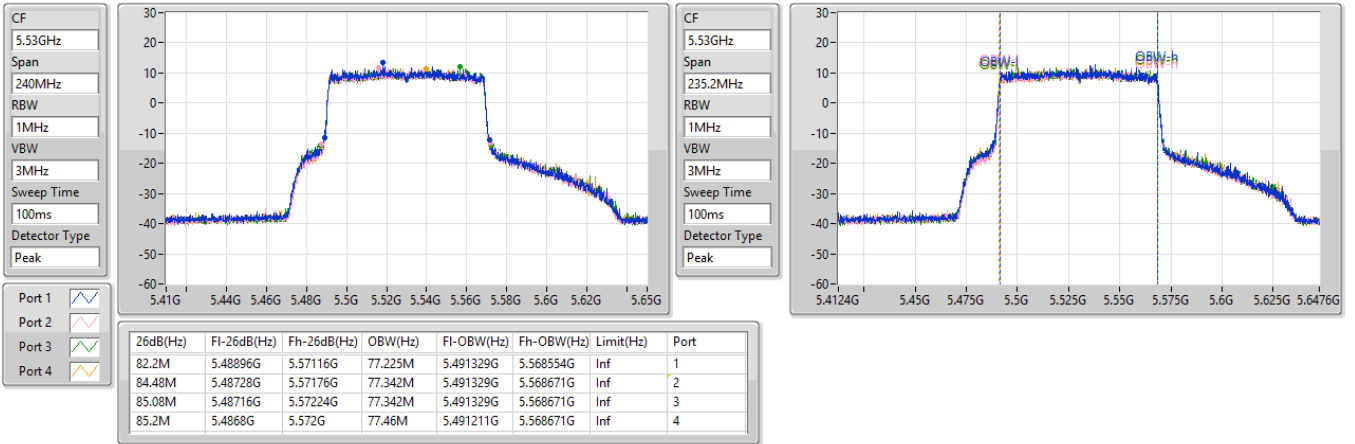 CF
5.53GHz
Span
240MHz
RBW
1MHz
VBW
3MHz
Sweep Time
100ms
Detector Type
Peak
30
20
10
0
-10
-20
-30
-40
-50
-60
5.41G 5.44G 5.46G 5.48G 5.5G 5.52G 5.54G 5.56G 5.58G 5.6G 5.62G 5.65G
CF
5.53GHz
Span
235.2MHz
RBW
1MHz
VBW
3MHz
Sweep Time
100ms
Detector Type
Peak
30
20
10
0
-10
-20
-30
-40
-50
-60
OBW-l
OBW-h
5.4124G 5.45G 5.475G 5.5G 5.525G 5.55G 5.575G 5.6G 5.625G 5.6476G
Port 1
Port 2
Port 3
Port 4
26dB(Hz) Fl-26dB(Hz) Fh-26dB(Hz) OBW(Hz) Fl-OBW(Hz) Fh-OBW(Hz) Limit(Hz) Port
82.2M 5.48896G 5.57116G 77.225M 5.491329G 5.568554G Inf 1
84.48M 5.48728G 5.57176G 77.342M 5.491329G 5.568671G Inf 2
85.08M 5.48716G 5.57224G 77.342M 5.491329G 5.568671G Inf 3
85.2M 5.4868G 5.572G 77.46M 5.491211G 5.568671G Inf 4